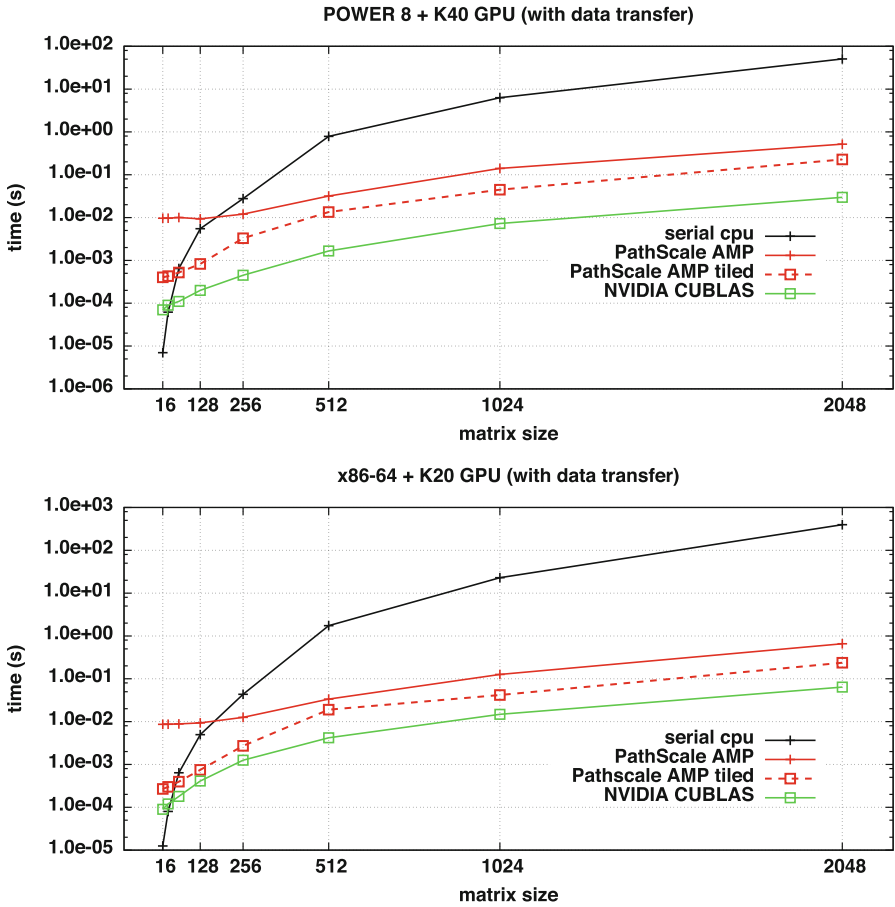 POWER 8 + K40 GPU (with data transfer)
1.0e+02
1.0e+01
1.0e+00
1.0e-01
1.0e-02
1.0e-03
1.0e-04
1.0e-05
1.0e-06
time (s)
serial cpu
PathScale AMP
PathScale AMP tiled
NVIDIA CUBLAS
16 128 256 512 1024 2048
matrix size
x86-64 + K20 GPU (with data transfer)
1.0e+03
1.0e+02
1.0e+01
1.0e+00
1.0e-01
1.0e-02
1.0e-03
1.0e-04
1.0e-05
time (s)
serial cpu
PathScale AMP
Pathscale AMP tiled
NVIDIA CUBLAS
16 128 256 512 1024 2048
matrix size